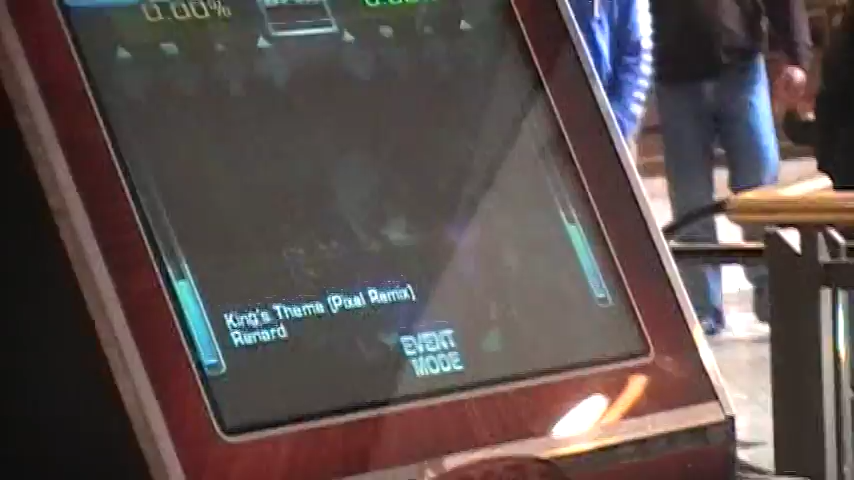 0.00%
King's Theme (Pixel Remix)
Renard
EVENT
MODE